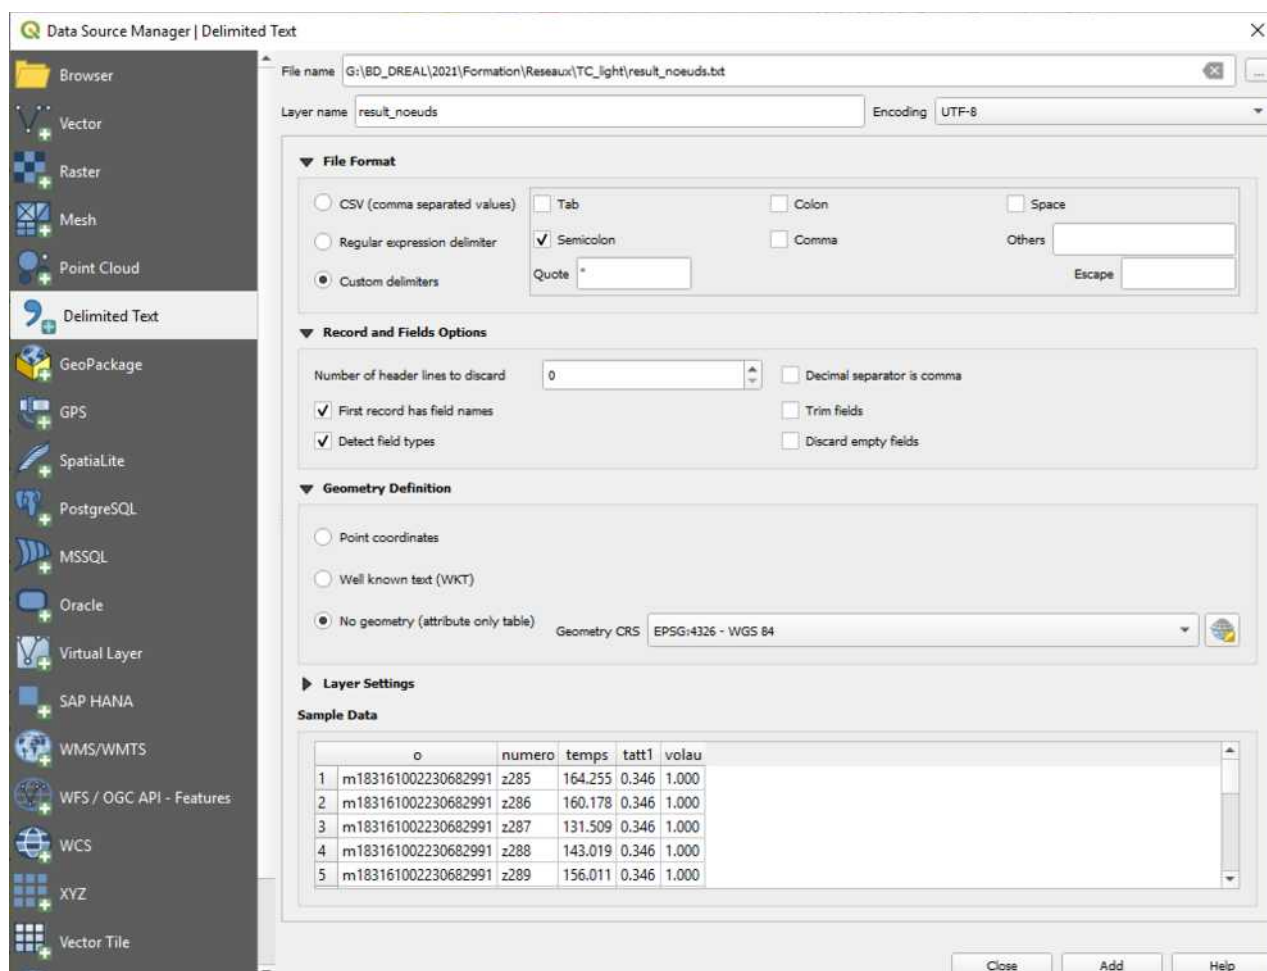 Data Source Manager | Delimited Text
Browser
Vector
Raster
Mesh
Point Cloud
Delimited Text
GeoPackage
GPS
SpatiaLite
PostgreSQL
MSSQL
Oracle
Virtual Layer
SAP HANA
WMS/WMTS
WFS / OGC API - Features
WCS
XYZ
Vector Tile
File name G:\BD_DREAL\2021\Formation\Reseaux\TC_light\result_noeuds.txt ...
Layer name result_noeuds Encoding UTF-8
File Format
CSV (comma separated values) Tab Colon Space
Regular expression delimiter Semicolon Comma Others
Custom delimiters Quote " Escape
Record and Fields Options
Number of header lines to discard 0 Decimal separator is comma
First record has field names Trim fields
Detect field types Discard empty fields
Geometry Definition
Point coordinates
Well known text (WKT)
No geometry (attribute only table) Geometry CRS EPSG:4326 - WGS 84
Layer Settings
Sample Data
o numero temps tatt1 volau
1 m183161002230682991 z285 164.255 0.346 1.000
2 m183161002230682991 z286 160.178 0.346 1.000
3 m183161002230682991 z287 131.509 0.346 1.000
4 m183161002230682991 z288 143.019 0.346 1.000
5 m183161002230682991 z289 156.011 0.346 1.000
Close Add Help